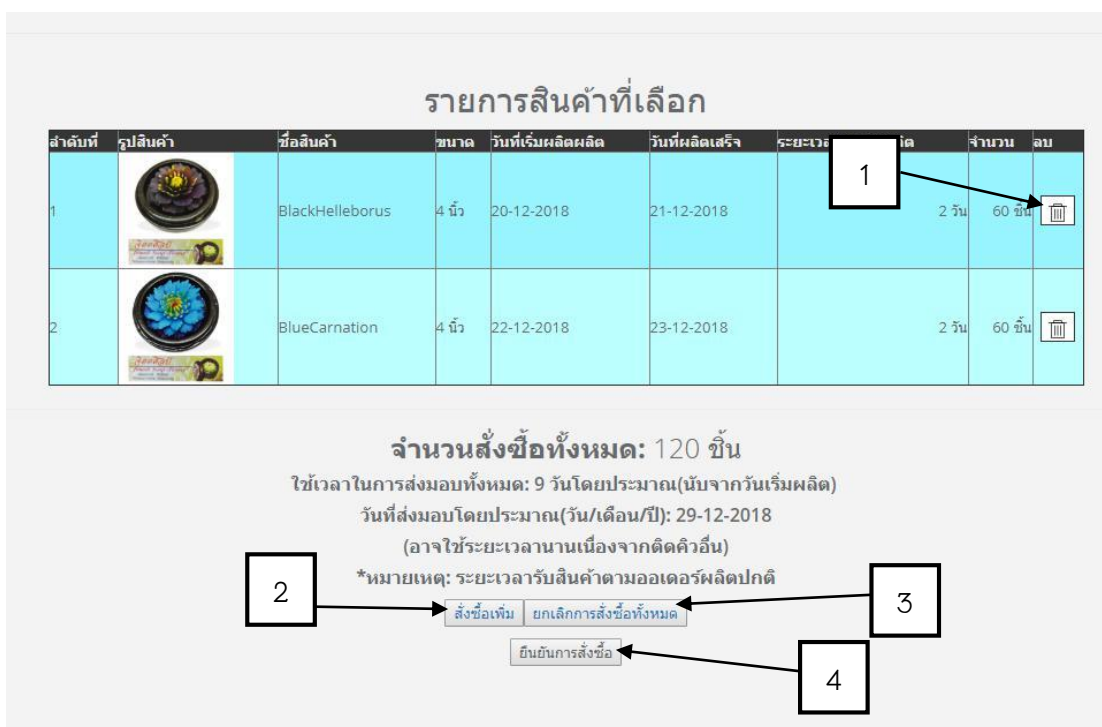 รายการสินค้าที่เลือก
ลำดับที่ รูปสินค้า ชื่อสินค้า ขนาด วันที่เริ่มผลิตผลิต วันที่ผลิตเสร็จ จำนวน ลบ
1
1 BlackHelleborus 4 นิ้ว 20-12-2018 21-12-2018 2 วัน 60 ชิ้น
2 BlueCarnation 4 นิ้ว 22-12-2018 23-12-2018 2 วัน 60 ชิ้น
จำนวนสั่งซื้อทั้งหมด: 120 ชิ้น
ใช้เวลาในการส่งมอบทั้งหมด: 9 วันโดยประมาณ(นับจากวันเริ่มผลิต)
วันที่ส่งมอบโดยประมาณ(วัน/เดือน/ปี): 29-12-2018
(อาจใช้ระยะเวลานานเนื่องจากติดคิวอื่น)
*หมายเหตุ: ระยะเวลารับสินค้าตามออเดอร์ผลิตปกติ
2 สั่งซื้อเพิ่ม ยกเลิกการสั่งซื้อทั้งหมด 3
ยืนยันการสั่งซื้อ
4